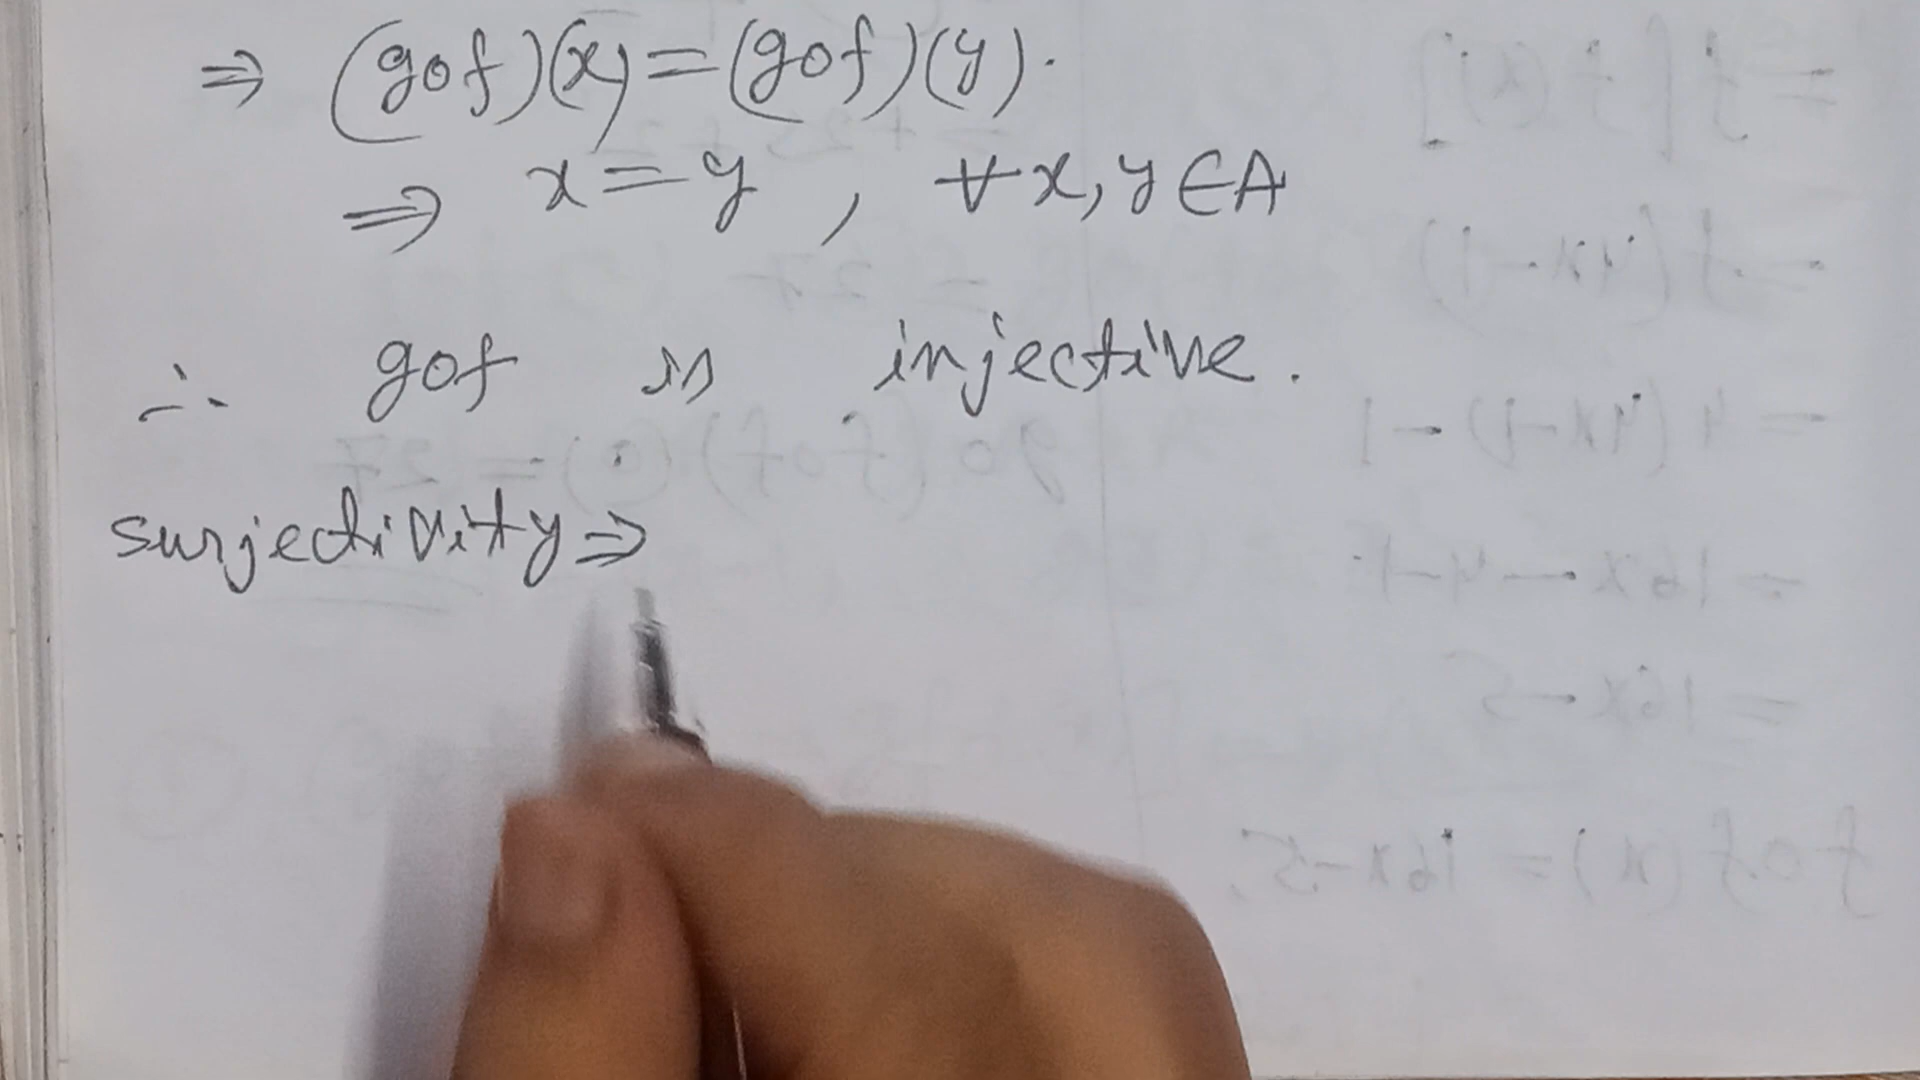 ⇒ (gof)(x) = (gof)(y).
⇒ x = y , ∀ x, y ∈ A
∴ gof is injective.
surjectivity ⇒